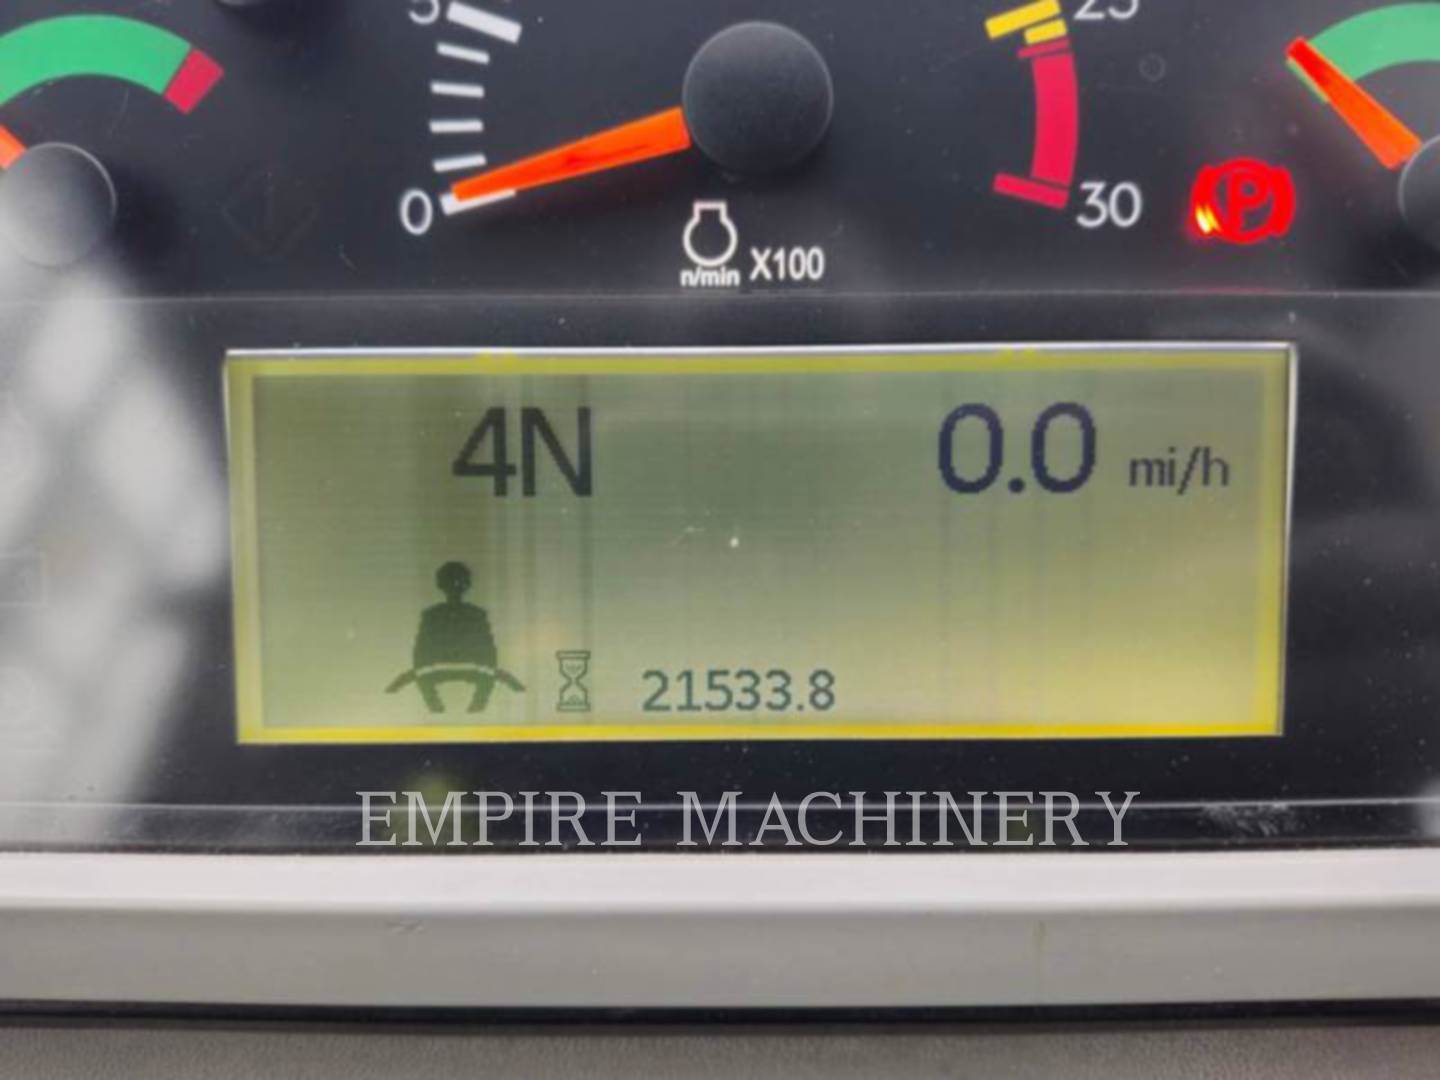 5
25
0
30
n/min X100
P
4N 0.0 mi/h
21533.8
EMPIRE MACHINERY